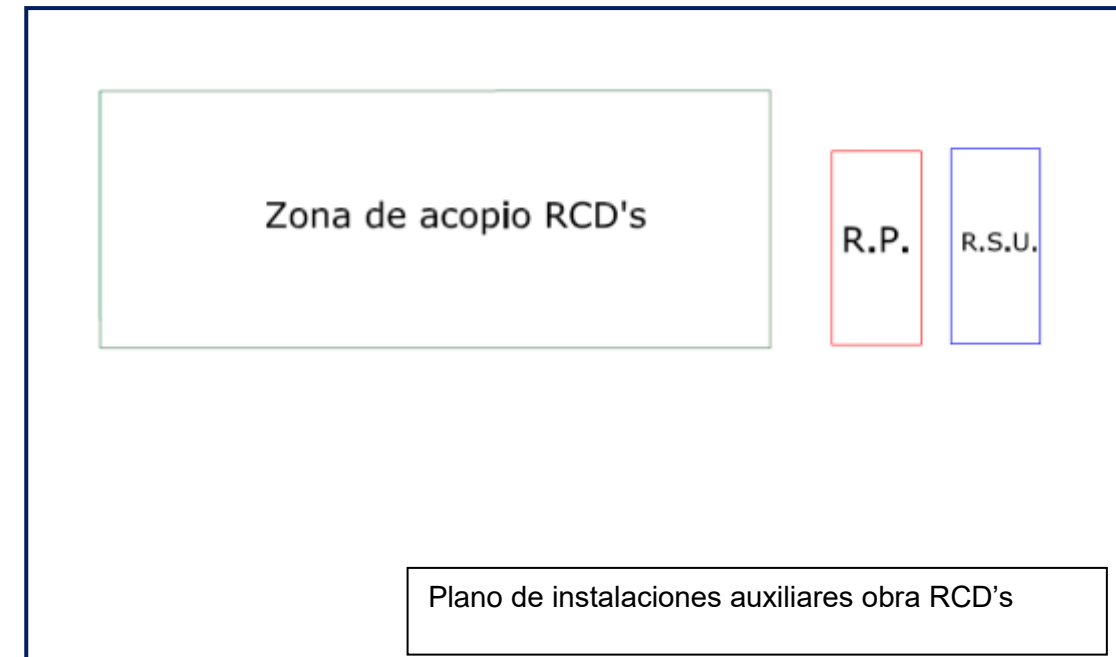 Zona de acopio RCD's
R.P.
R.S.U.
Plano de instalaciones auxiliares obra RCD’s